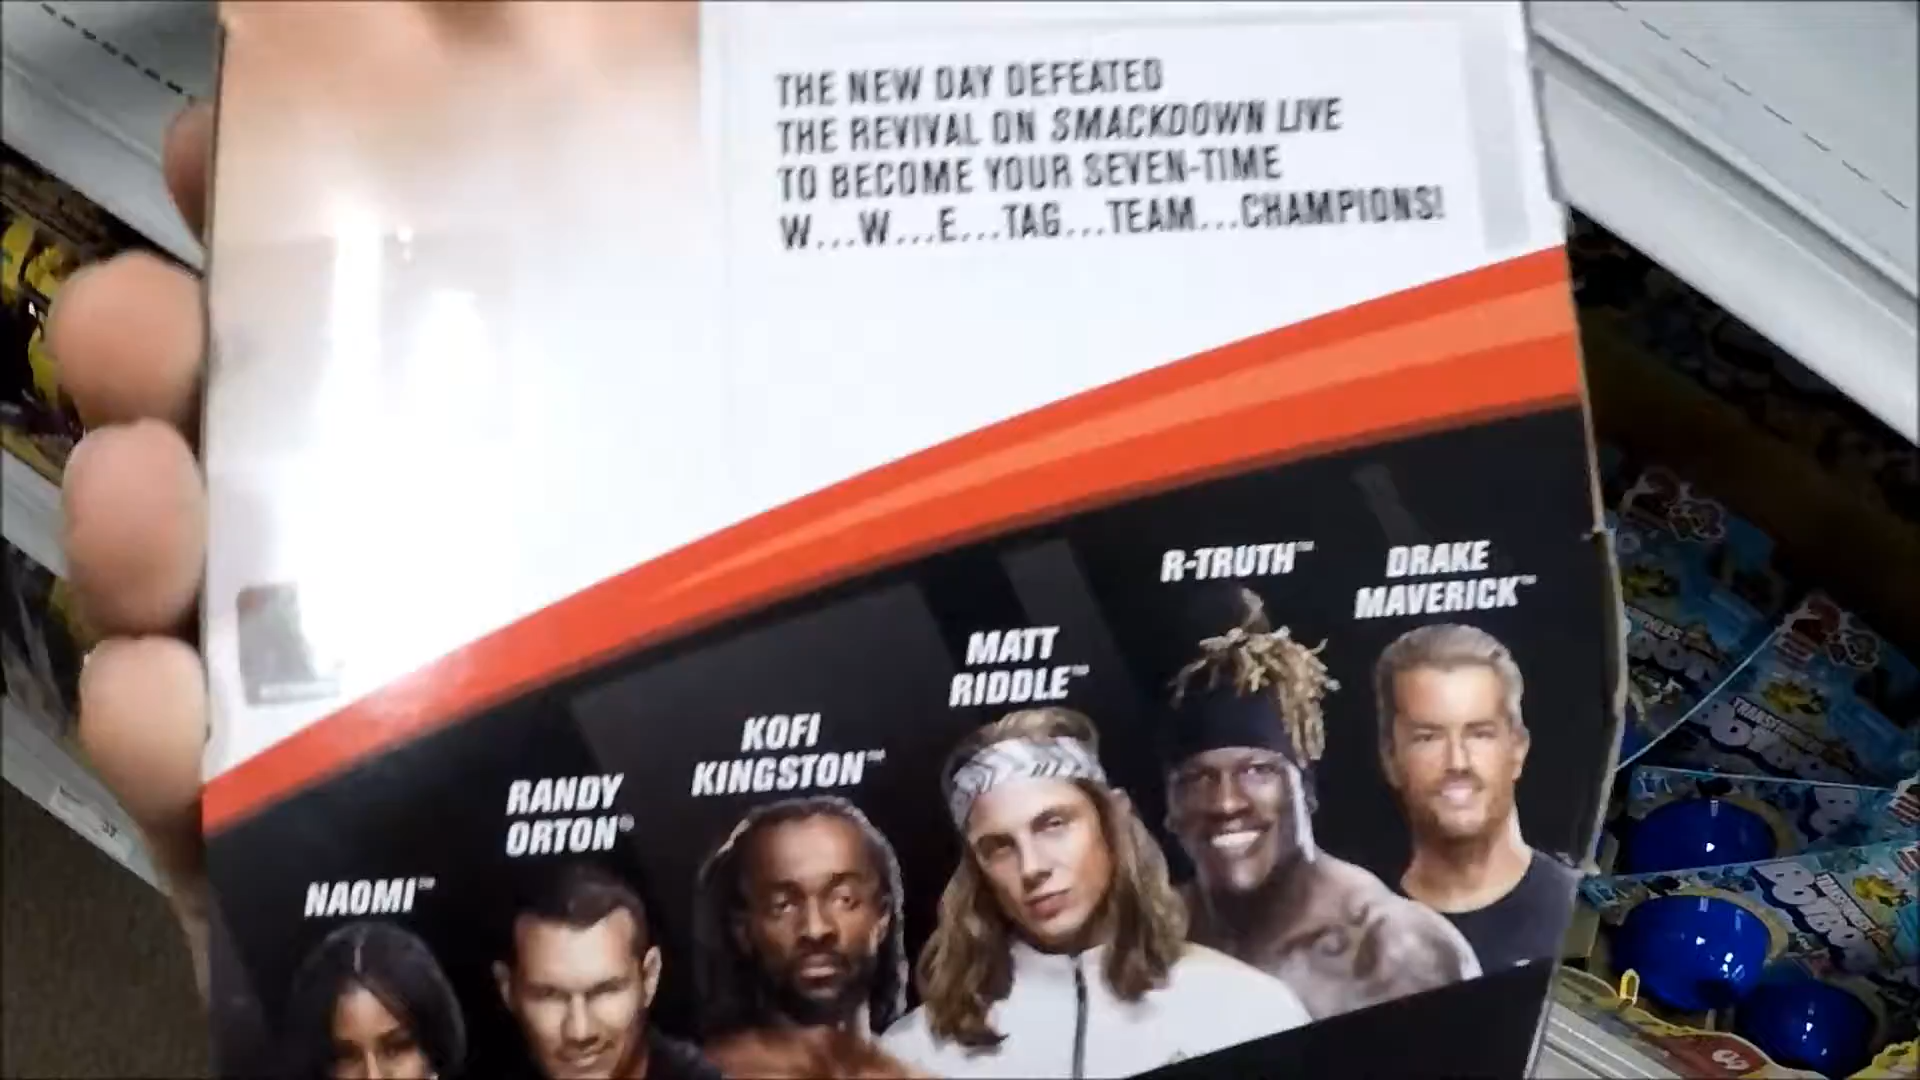 THE NEW DAY DEFEATED
THE REVIVAL ON SMACKDOWN LIVE
TO BECOME YOUR SEVEN-TIME
W...W...E...TAG...TEAM...CHAMPIONS!
R-TRUTH™
DRAKE
MAVERICK™
MATT
RIDDLE™
KOFI
KINGSTON™
RANDY
ORTON®
NAOMI™